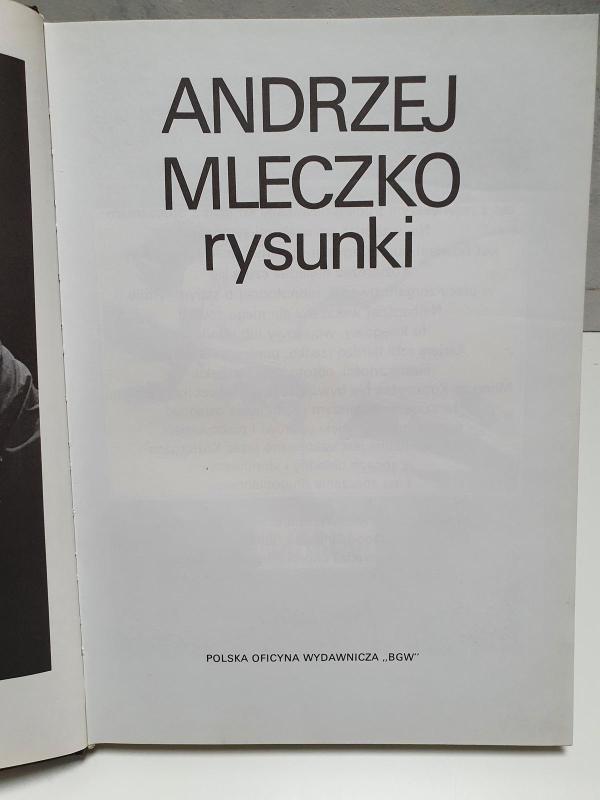 ANDRZEJ
MLECZKO
rysunki
POLSKA OFICYNA WYDAWNICZA „BGW"